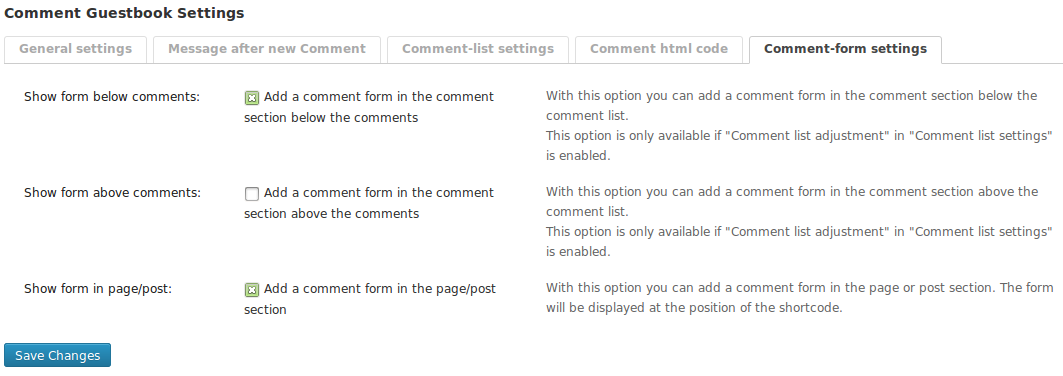 Comment Guestbook Settings
General settings
Message after new Comment
Comment-list settings
Comment html code
Comment-form settings
Show form below comments:
Add a comment form in the comment
section below the comments
With this option you can add a comment form in the comment section below the
comment list.
This option is only available if "Comment list adjustment" in "Comment list settings"
is enabled.
Show form above comments:
Add a comment form in the comment
section above the comments
With this option you can add a comment form in the comment section above the
comment list.
This option is only available if "Comment list adjustment" in "Comment list settings"
is enabled.
Show form in page/post:
Add a comment form in the page/post
section
With this option you can add a comment form in the page or post section. The form
will be displayed at the position of the shortcode.
Save Changes